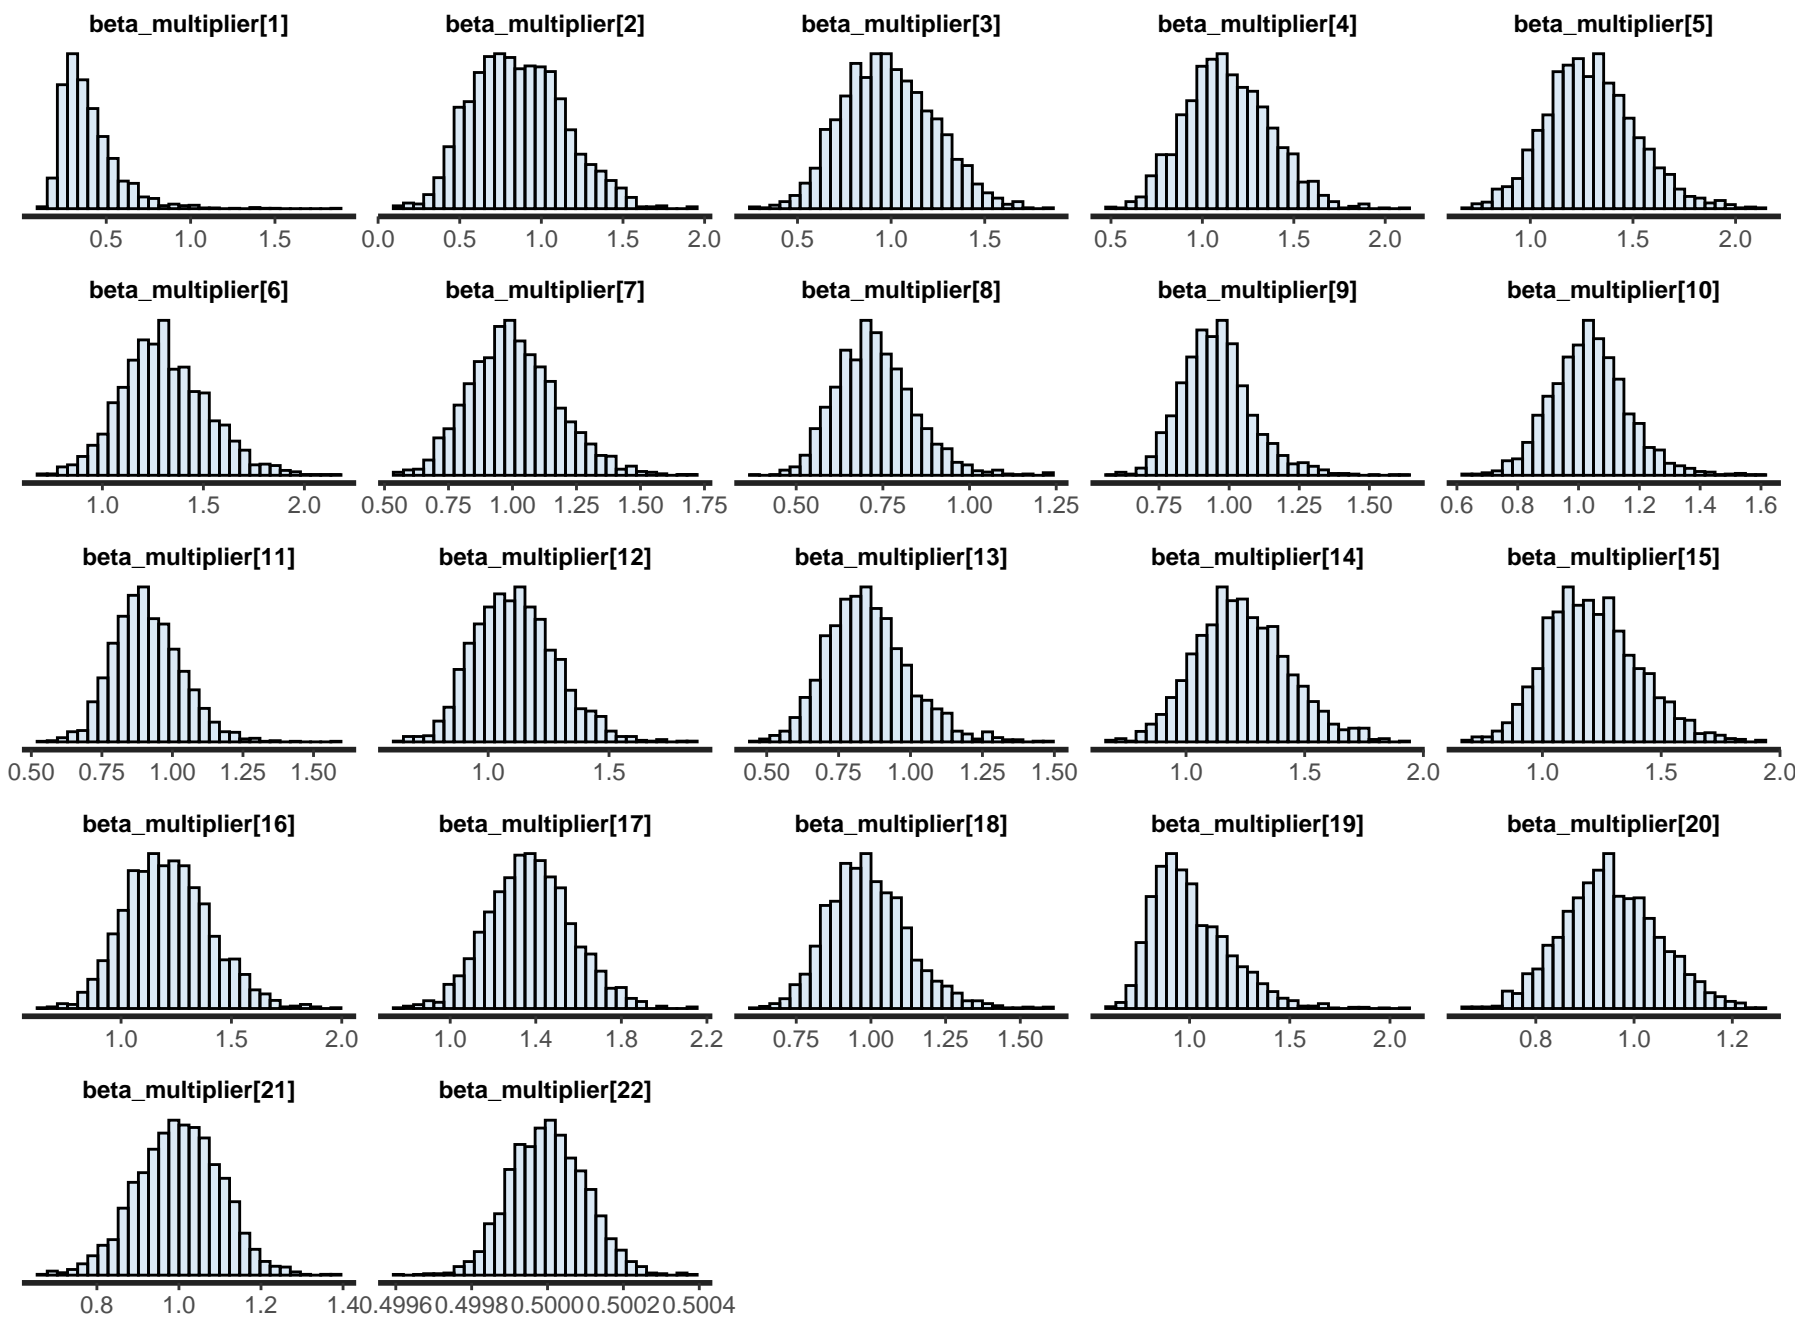 beta_multiplier[1] beta_multiplier[2] beta_multiplier[3] beta_multiplier[4] beta_multiplier[5]
0.5 1.0 1.5 0.0 0.5 1.0 1.5 2.0 0.5 1.0 1.5 0.5 1.0 1.5 2.0 1.0 1.5 2.0
beta_multiplier[6] beta_multiplier[7] beta_multiplier[8] beta_multiplier[9] beta_multiplier[10]
1.0 1.5 2.0 0.50 0.75 1.00 1.25 1.50 1.75 0.50 0.75 1.00 1.25 0.75 1.00 1.25 1.50 0.6 0.8 1.0 1.2 1.4 1.6
beta_multiplier[11] beta_multiplier[12] beta_multiplier[13] beta_multiplier[14] beta_multiplier[15]
0.50 0.75 1.00 1.25 1.50 1.0 1.5 0.50 0.75 1.00 1.25 1.50 1.0 1.5 2.0 1.0 1.5 2.0
beta_multiplier[16] beta_multiplier[17] beta_multiplier[18] beta_multiplier[19] beta_multiplier[20]
1.0 1.5 2.0 1.0 1.4 1.8 2.2 0.75 1.00 1.25 1.50 1.0 1.5 2.0 0.8 1.0 1.2
beta_multiplier[21] beta_multiplier[22]
0.8 1.0 1.2 1.4 0.4996 0.4998 0.5000 0.5002 0.5004